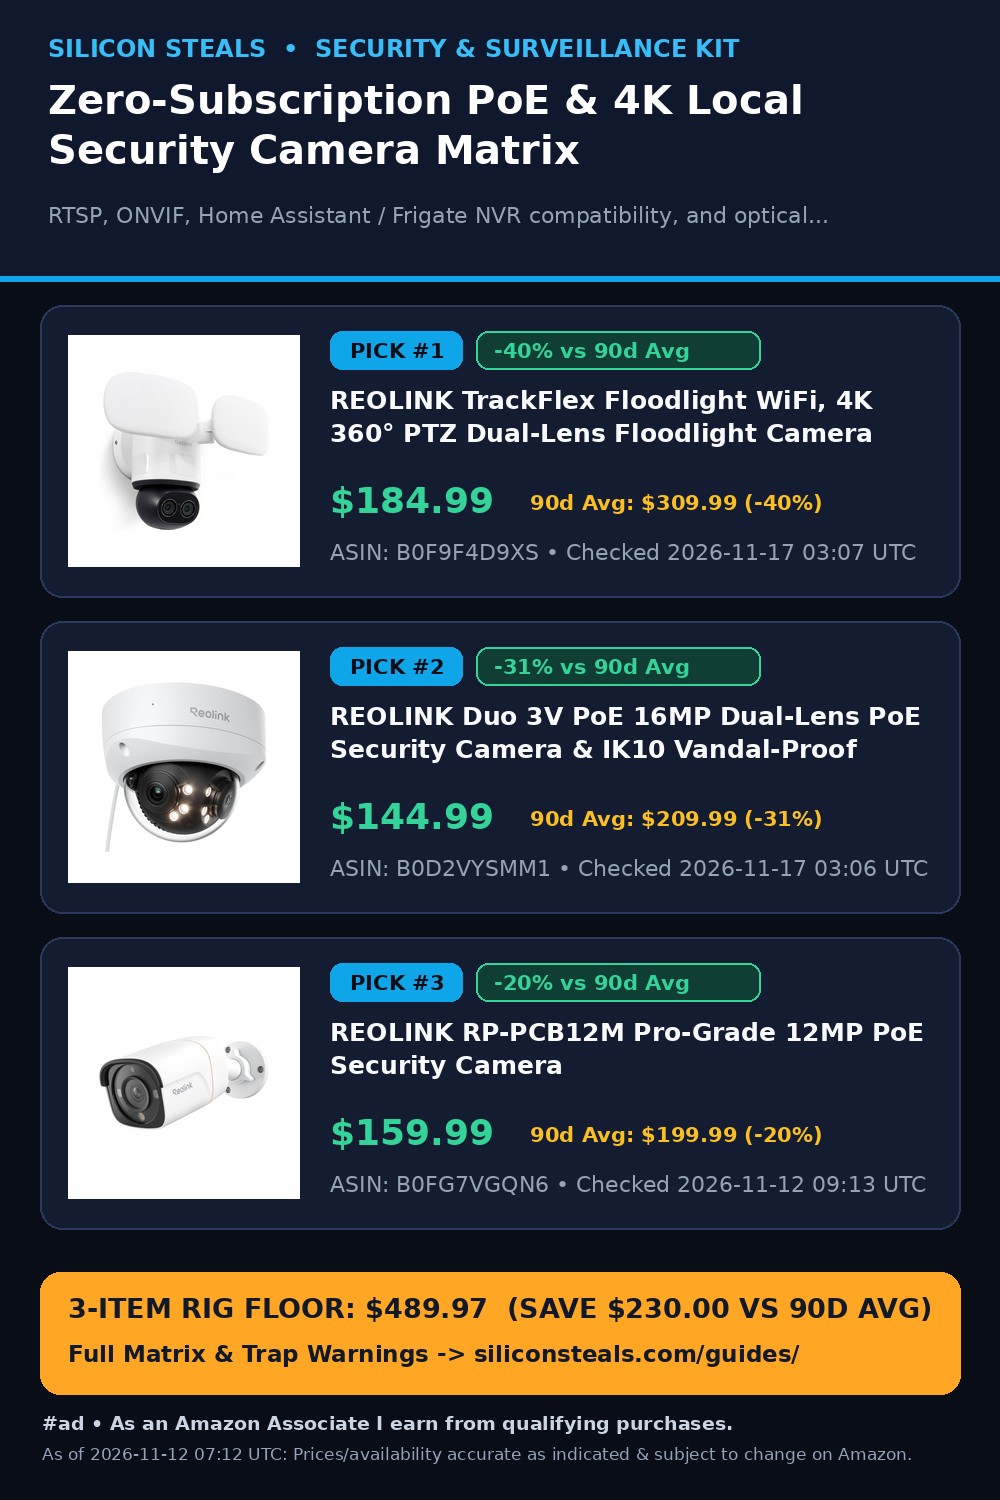 SILICON STEALS • SECURITY & SURVEILLANCE KIT
Zero-Subscription PoE & 4K Local
Security Camera Matrix
RTSP, ONVIF, Home Assistant / Frigate NVR compatibility, and optical...
PICK #1
-40% vs 90d Avg
REOLINK TrackFlex Floodlight WiFi, 4K
360° PTZ Dual-Lens Floodlight Camera
$184.99 90d Avg: $309.99 (-40%)
ASIN: B0F9F4D9XS • Checked 2026-11-17 03:07 UTC
Reolink
PICK #2
-31% vs 90d Avg
REOLINK Duo 3V PoE 16MP Dual-Lens PoE
Security Camera & IK10 Vandal-Proof
$144.99 90d Avg: $209.99 (-31%)
ASIN: B0D2VYSMM1 • Checked 2026-11-17 03:06 UTC
Reolink
PICK #3
-20% vs 90d Avg
REOLINK RP-PCB12M Pro-Grade 12MP PoE
Security Camera
$159.99 90d Avg: $199.99 (-20%)
ASIN: B0FG7VGQN6 • Checked 2026-11-12 09:13 UTC
3-ITEM RIG FLOOR: $489.97 (SAVE $230.00 VS 90D AVG)
Full Matrix & Trap Warnings -> siliconsteals.com/guides/
#ad • As an Amazon Associate I earn from qualifying purchases.
As of 2026-11-12 07:12 UTC: Prices/availability accurate as indicated & subject to change on Amazon.